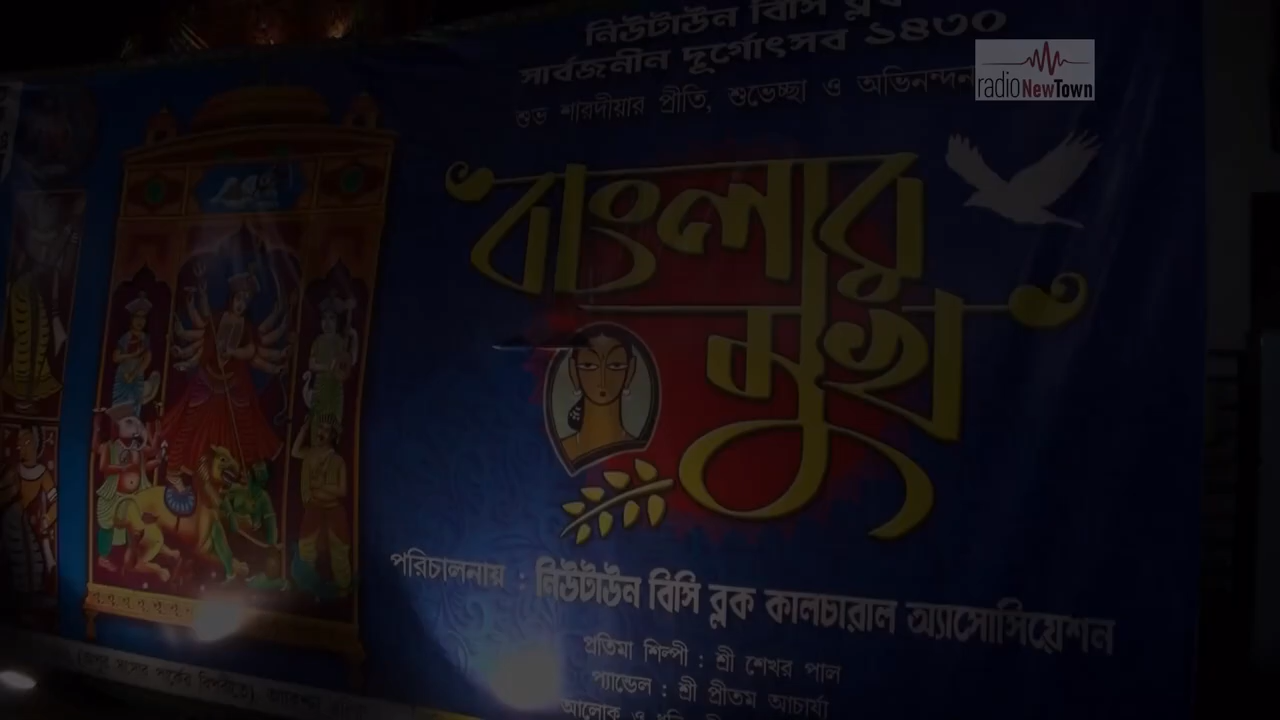 নিউটাউন বিসি ব্লক
সার্বজনীন দূর্গোৎসব ১৪৩০
শুভ শারদীয়ার প্রীতি, শুভেচ্ছা ও অভিনন্দন
radioNewTown
বাংলার
মুখ
পরিচালনায় : নিউটাউন বিসি ব্লক কালচারাল অ্যাসোসিয়েশন
প্রতিমা শিল্পী : শ্রী শেখর পাল
প্যান্ডেল : শ্রী প্রীতম আচার্য্য
আলোক ও